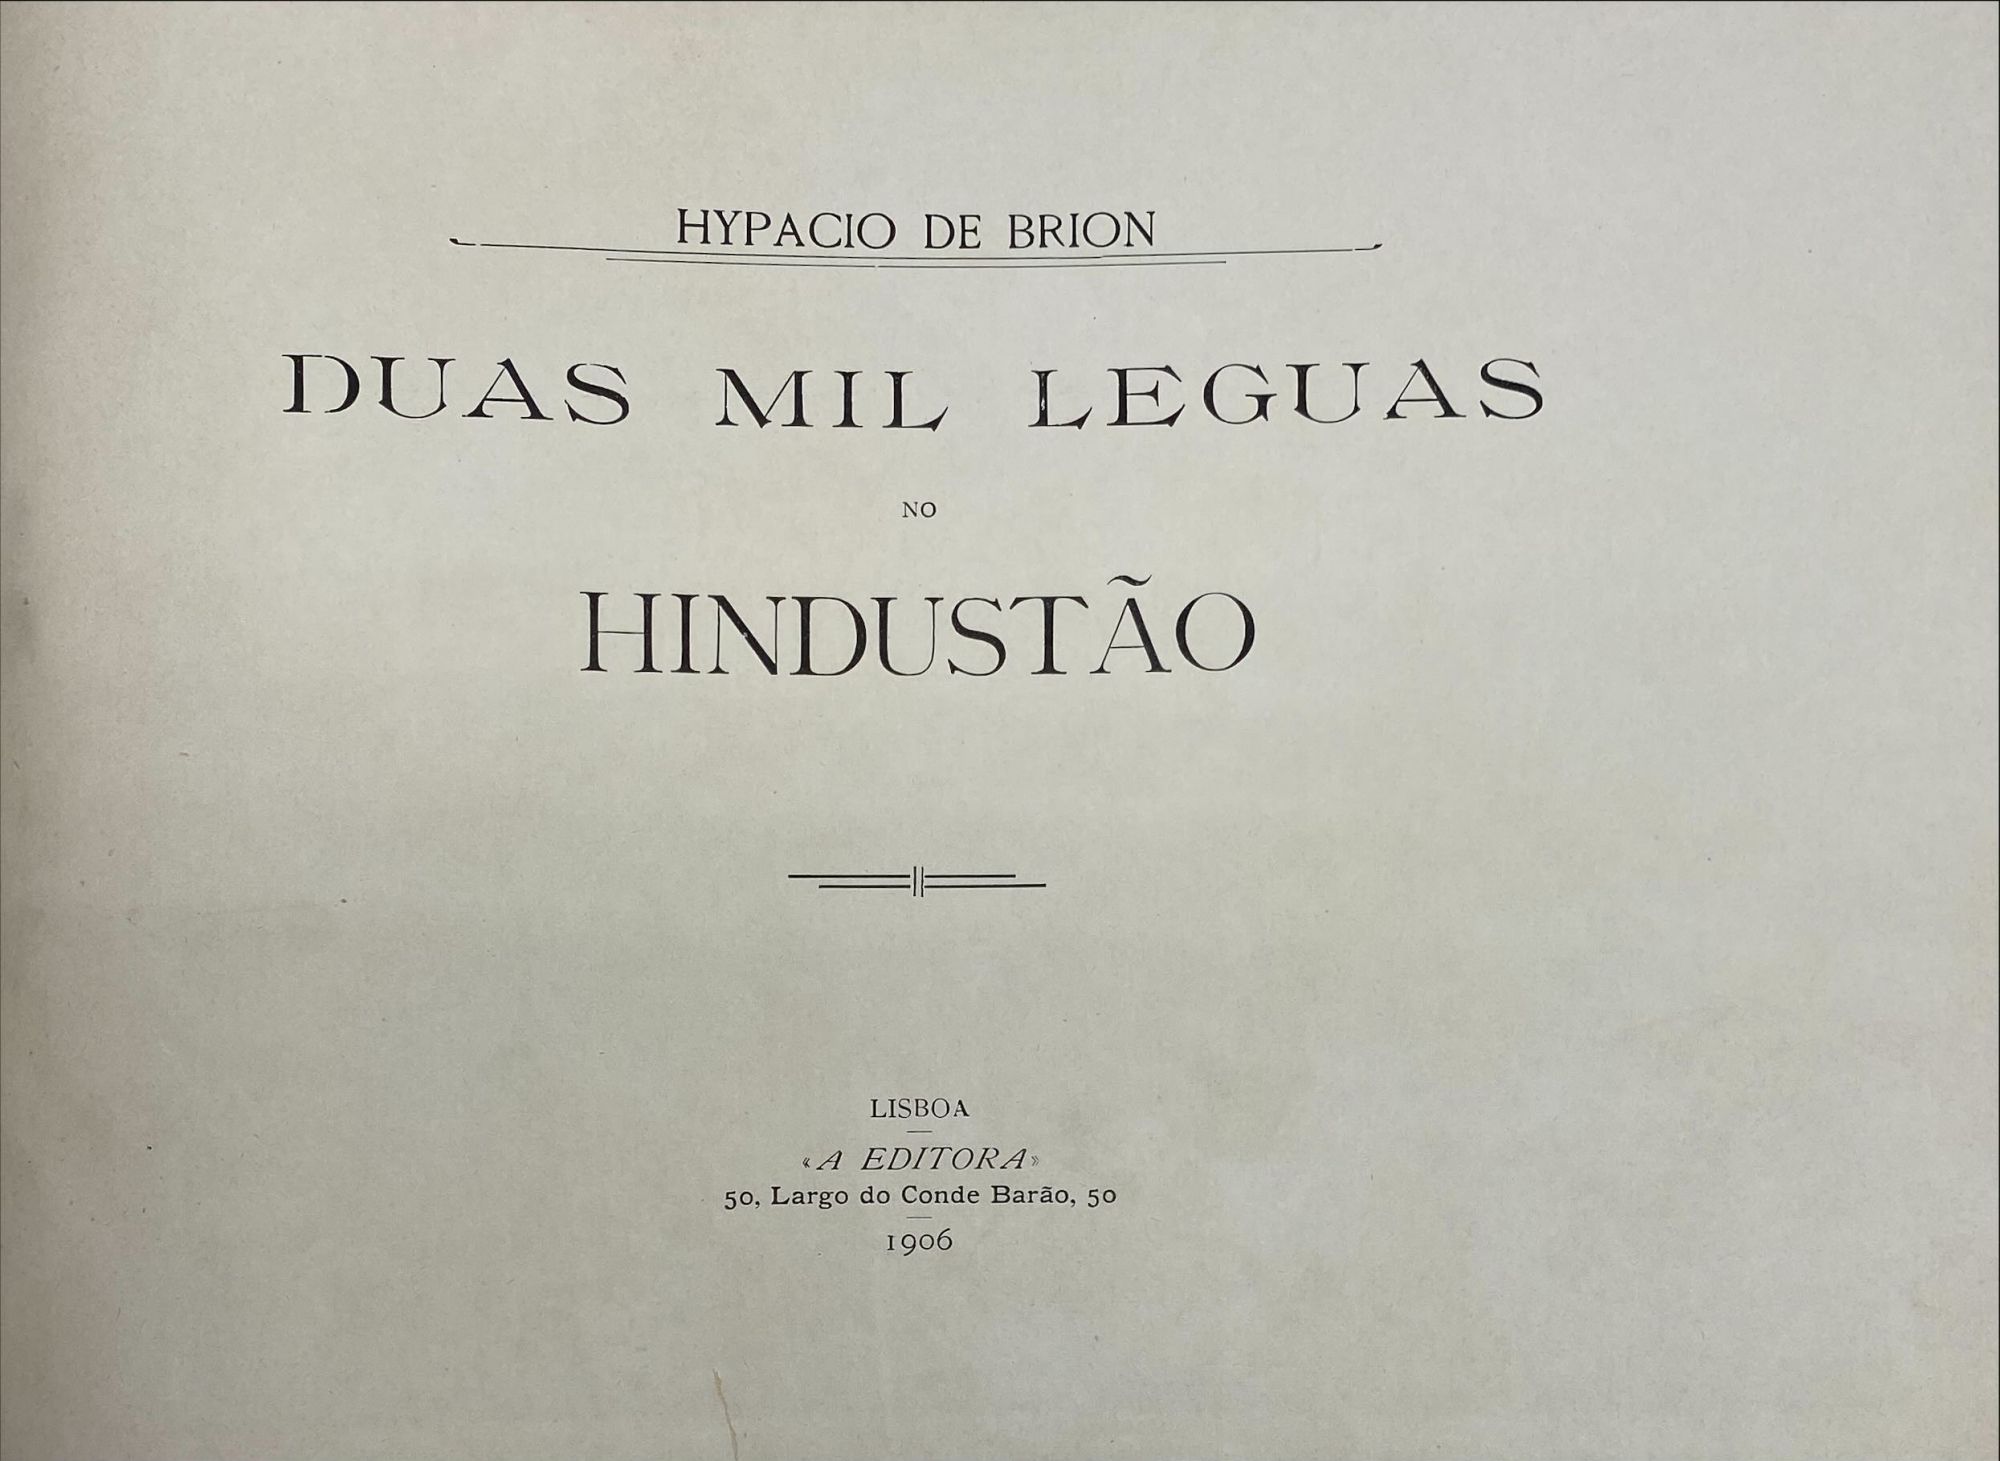 HYPACIO DE BRION
DUAS MIL LEGUAS
NO
HINDUSTÃO
LISBOA
«A EDITORA»
50, Largo do Conde Barão, 50
1906